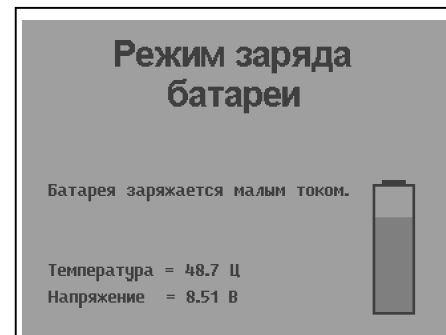 Режим заряда
батареи
Батарея заряжается малым током.
Температура = 48.7 Ц
Напряжение = 8.51 В